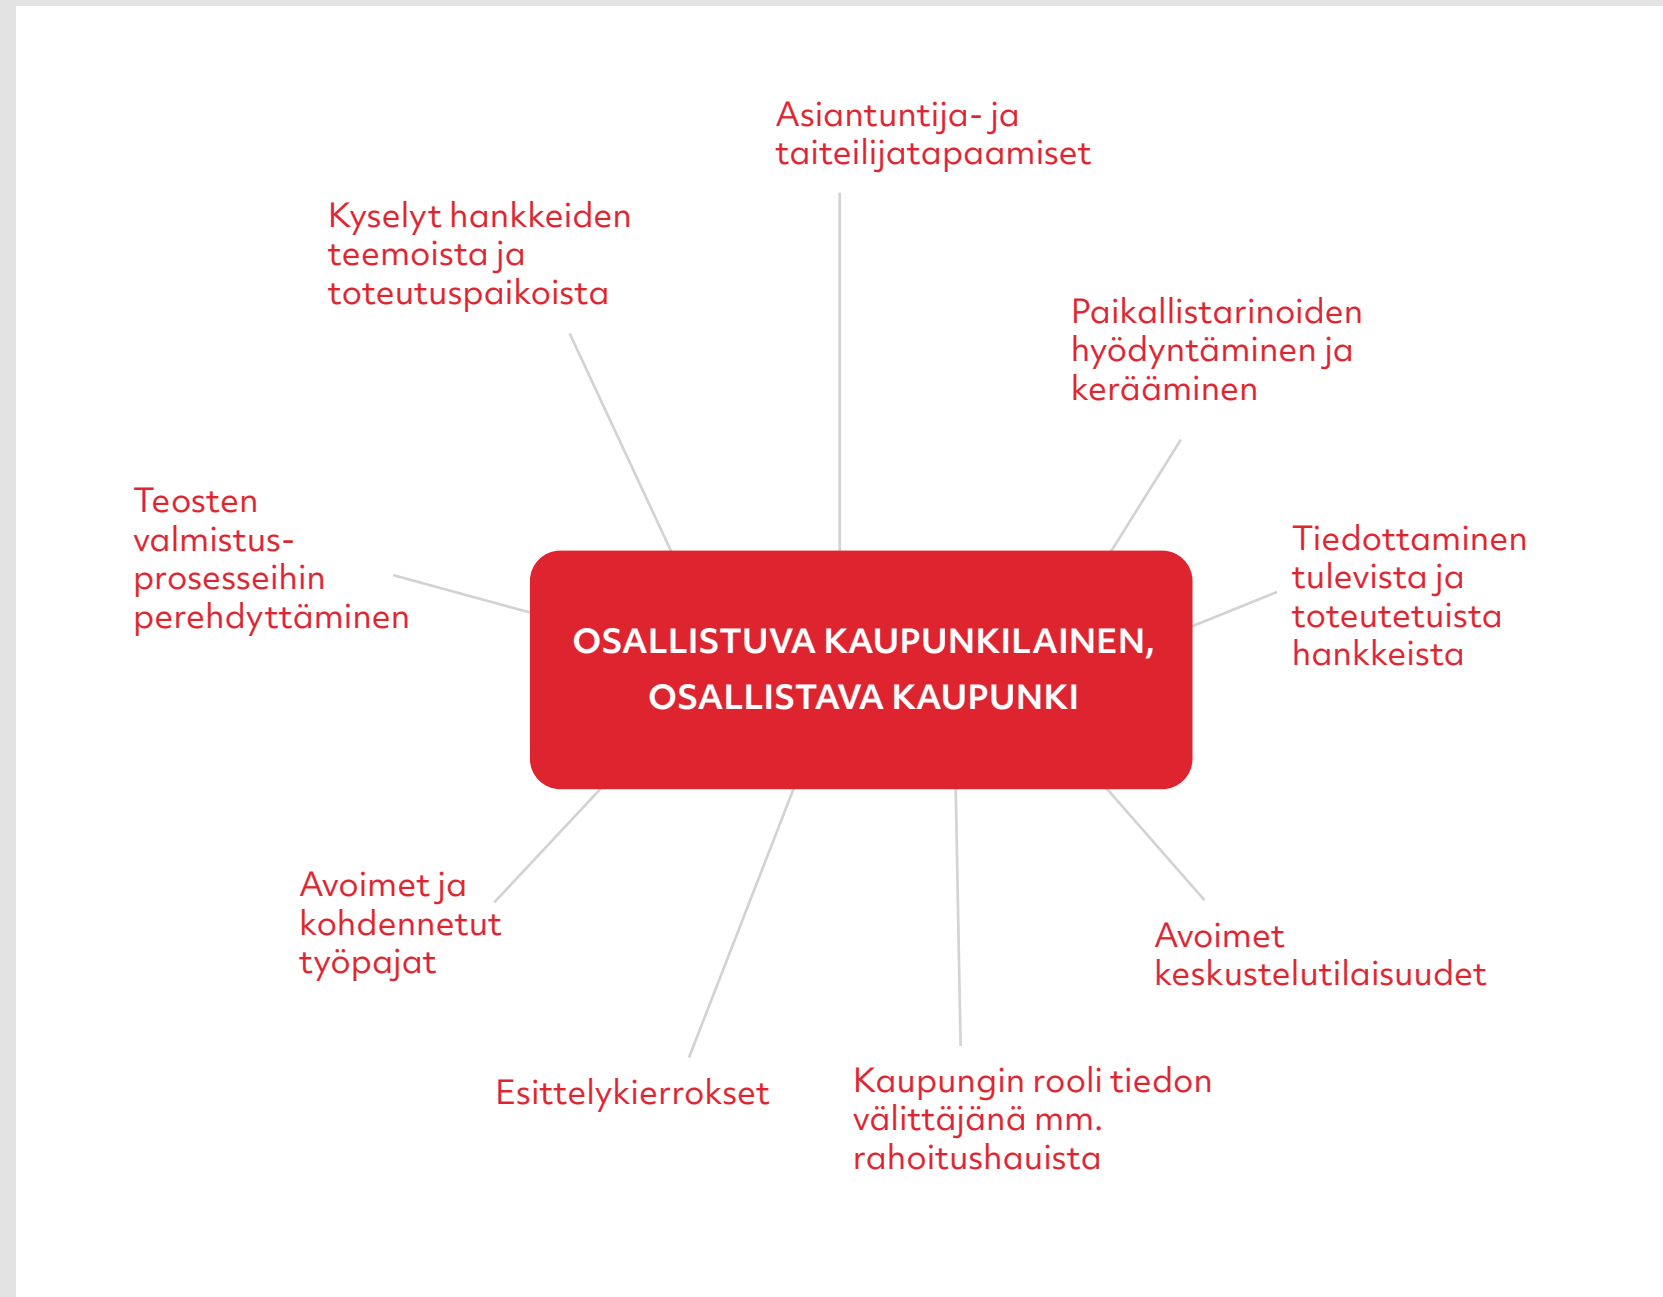 Asiantuntija- ja
taiteilijatapaamiset
Kyselyt hankkeiden
teemoista ja
toteutuspaikoista
Paikallistarinoiden
hyödyntäminen ja
kerääminen
Teosten
valmistus-
prosesseihin
perehdyttäminen
Tiedottaminen
tulevista ja
toteutetuista
hankkeista
OSALLISTUVA KAUPUNKILAINEN,
OSALLISTAVA KAUPUNKI
Avoimet ja
kohdennetut
työpajat
Avoimet
keskustelutilaisuudet
Esittelykierrokset
Kaupungin rooli tiedon
välittäjänä mm.
rahoitushauista